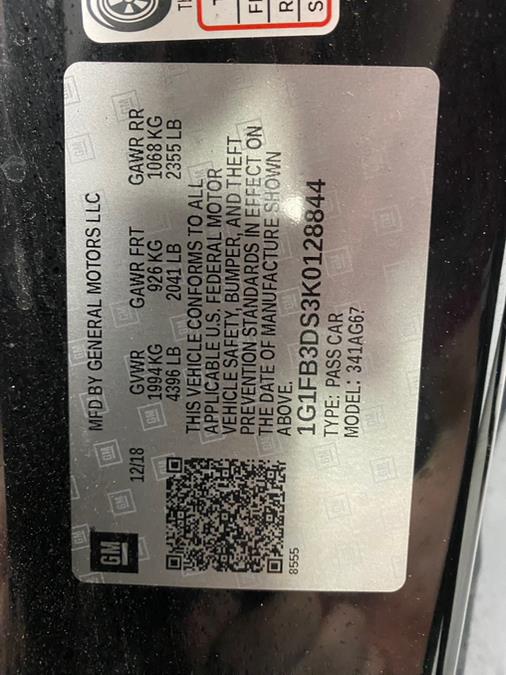 GM
MFD BY GENERAL MOTORS LLC
12/18
GVWR GAWR FRT GAWR RR
1994KG 926 KG 1068 KG
4396 LB 2041 LB 2355 LB
THIS VEHICLE CONFORMS TO ALL
APPLICABLE U.S. FEDERAL MOTOR
VEHICLE SAFETY, BUMPER, AND THEFT
PREVENTION STANDARDS IN EFFECT ON
THE DATE OF MANUFACTURE SHOWN
ABOVE.
1G1FB3DS3K0128844
TYPE: PASS CAR
MODEL: 341AG67
8555